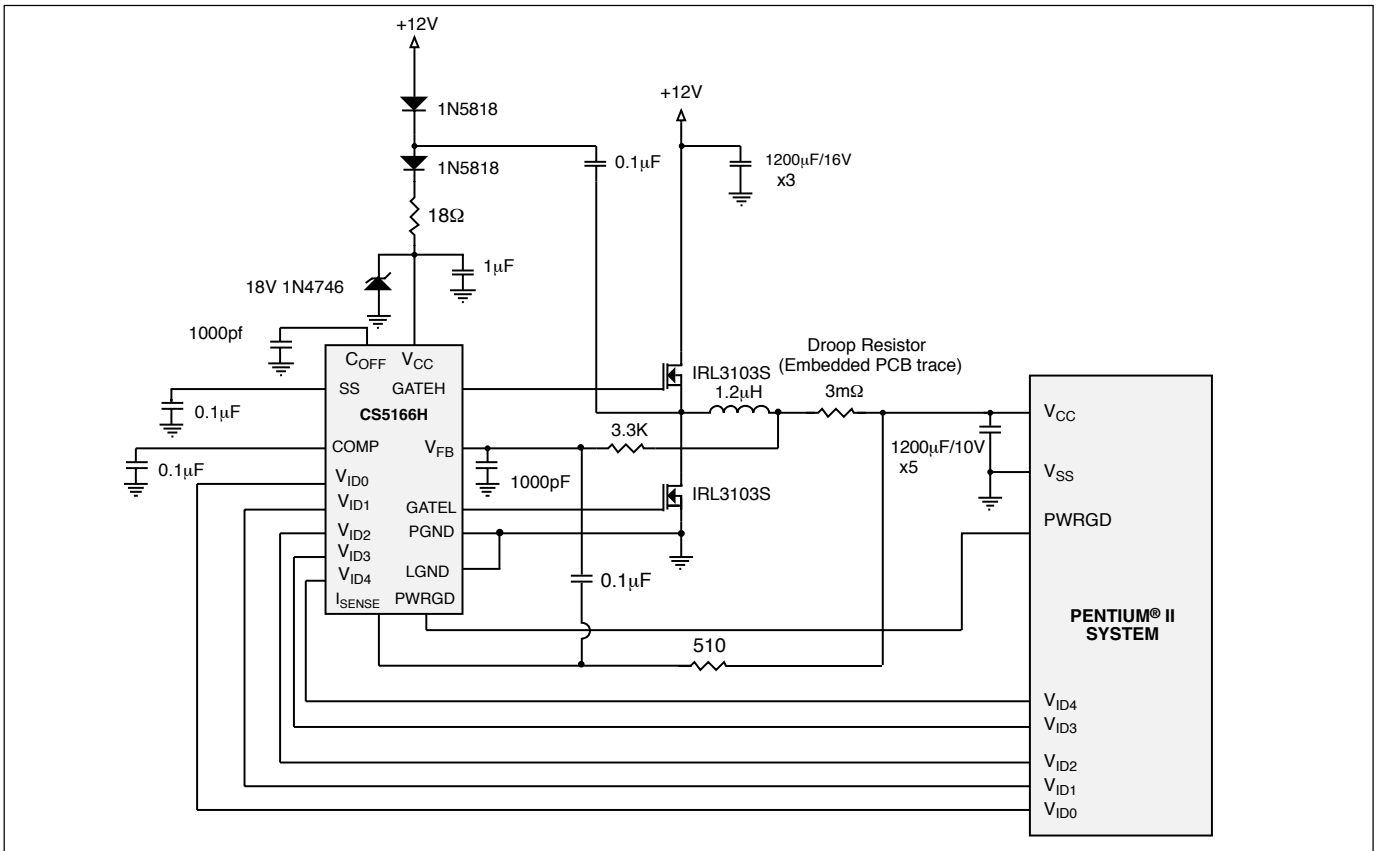 +12V
1N5818
+12V
1N5818
0.1μF
1200μF/16V
x3
18Ω
1μF
18V 1N4746
1000pf
Droop Resistor
(Embedded PCB trace)
COFF VCC
SS GATEH
IRL3103S
1.2μH
3mΩ
0.1μF
CS5166H
VCC
COMP VFB
3.3K
1200μF/10V
x5
0.1μF
1000pF
VSS
VID0
VID1
GATEL
IRL3103S
VID2
PGND
PWRGD
VID3
VID4
LGND
0.1μF
ISENSE PWRGD
PENTIUM® II
SYSTEM
510
VID4
VID3
VID2
VID1
VID0